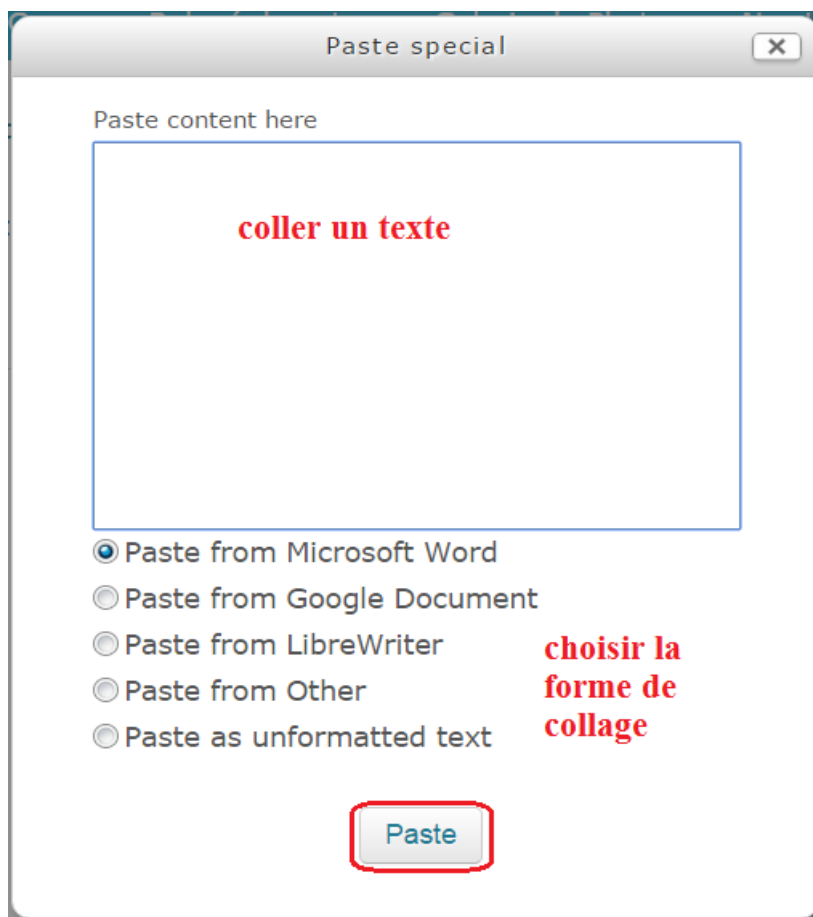 Paste special
Paste content here
coller un texte
Paste from Microsoft Word
Paste from Google Document
Paste from LibreWriter
Paste from Other
Paste as unformatted text
choisir la
forme de
collage
Paste